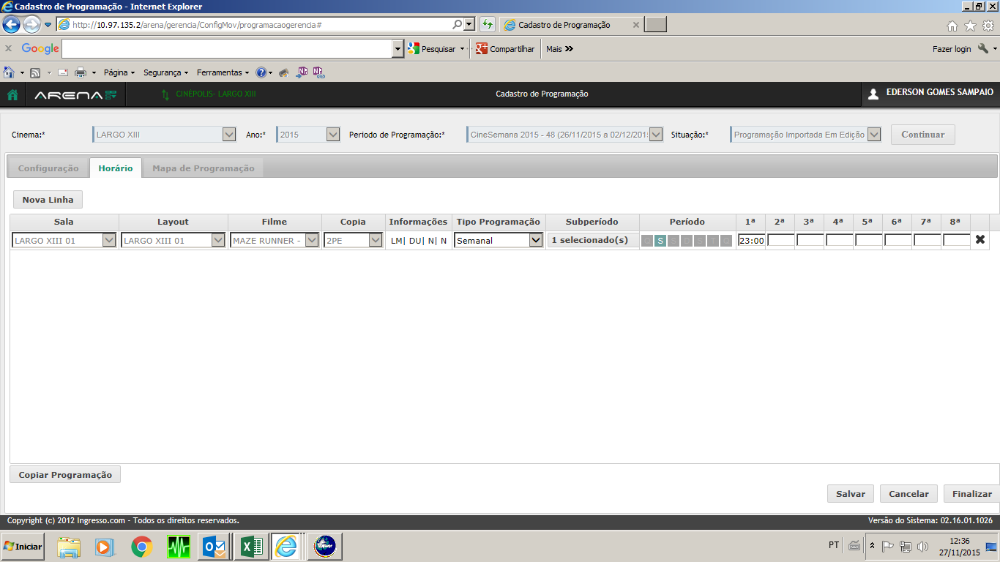 Cadastro de Programação - Internet Explorer
http://10.97.135.2/arena/gerencia/ConfigMov/programacaogerencia#
Cadastro de Programação
Google
Pesquisar
Compartilhar
Mais
Fazer login
Página
Segurança
Ferramentas
ARENA
CINÉPOLIS- LARGO XIII
Cadastro de Programação
EDERSON GOMES SAMPAIO
Cinema:* LARGO XIII Ano:* 2015 Período de Programação:* CineSemana 2015 - 48 (26/11/2015 a 02/12/201 Situação:* Programação Importada Em Edição Continuar
Configuração Horário Mapa de Programação
Nova Linha
Sala Layout Filme Copia Informações Tipo Programação Subperíodo Período 1ª 2ª 3ª 4ª 5ª 6ª 7ª 8ª
LARGO XIII 01 LARGO XIII 01 MAZE RUNNER - 2PE LM| DU| N| N Semanal 1 selecionado(s) Q S S D S T Q 23:00
Copiar Programação
Salvar Cancelar Finalizar
Copyright (c) 2012 Ingresso.com - Todos os direitos reservados.
Versão do Sistema: 02.16.01.1026
Iniciar
PT
12:36
27/11/2015